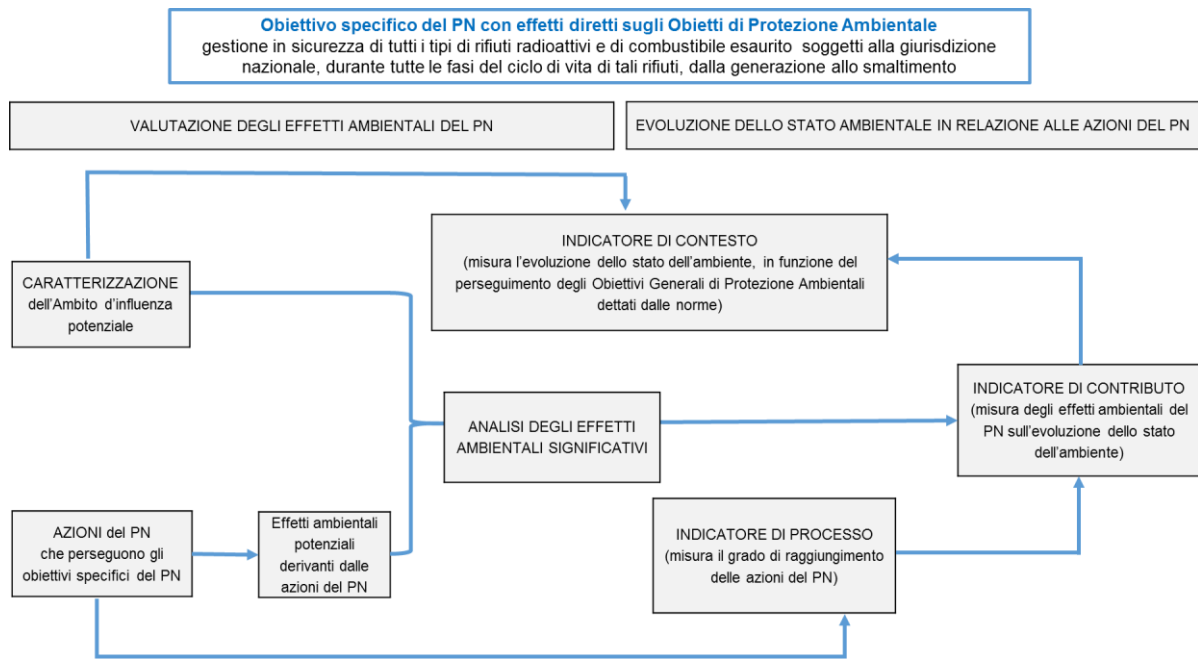 Obiettivo specifico del PN con effetti diretti sugli Obietti di Protezione Ambientale
gestione in sicurezza di tutti i tipi di rifiuti radioattivi e di combustibile esaurito soggetti alla giurisdizione
nazionale, durante tutte le fasi del ciclo di vita di tali rifiuti, dalla generazione allo smaltimento
VALUTAZIONE DEGLI EFFETTI AMBIENTALI DEL PN
EVOLUZIONE DELLO STATO AMBIENTALE IN RELAZIONE ALLE AZIONI DEL PN
INDICATORE DI CONTESTO
(misura l'evoluzione dello stato dell'ambiente, in funzione del
perseguimento degli Obiettivi Generali di Protezione Ambientali
dettati dalle norme)
CARATTERIZZAZIONE
dell'Ambito d'influenza
potenziale
ANALISI DEGLI EFFETTI
AMBIENTALI SIGNIFICATIVI
INDICATORE DI CONTRIBUTO
(misura degli effetti ambientali del
PN sull'evoluzione dello stato
dell'ambiente)
AZIONI del PN
che perseguono gli
obiettivi specifici del PN
Effetti ambientali
potenziali
derivanti dalle
azioni del PN
INDICATORE DI PROCESSO
(misura il grado di raggiungimento
delle azioni del PN)